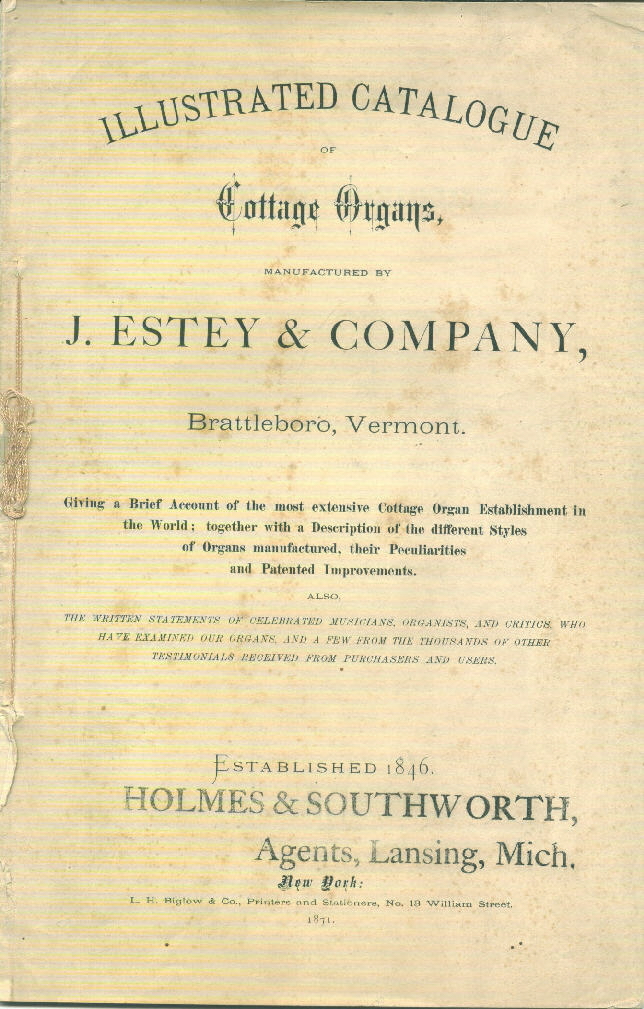 ILLUSTRATED CATALOGUE
OF
Cottage Organs,
MANUFACTURED BY
J. ESTEY & COMPANY,
Brattleboro, Vermont.
Giving a Brief Account of the most extensive Cottage Organ Establishment in
the World; together with a Description of the different Styles
of Organs manufactured, their Peculiarities
and Patented Improvements.
ALSO,
THE WRITTEN STATEMENTS OF CELEBRATED MUSICIANS, ORGANISTS, AND CRITICS, WHO
HAVE EXAMINED OUR ORGANS, AND A FEW FROM THE THOUSANDS OF OTHER
TESTIMONIALS RECEIVED FROM PURCHASERS AND USERS.
ESTABLISHED 1846.
HOLMES & SOUTHWORTH,
Agents, Lansing, Mich.
New York:
L. H. Biglow & Co., Printers and Stationers, No. 13 William Street.
1871.